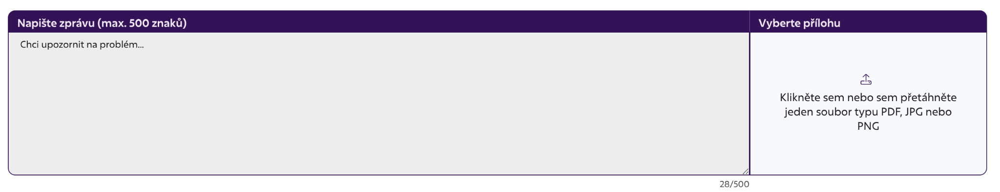 Napište zprávu (max. 500 znaků)
Vyberte přílohu
Chci upozornit na problém...
Klikněte sem nebo sem přetáhněte
jeden soubor typu PDF, JPG nebo
PNG
28/500